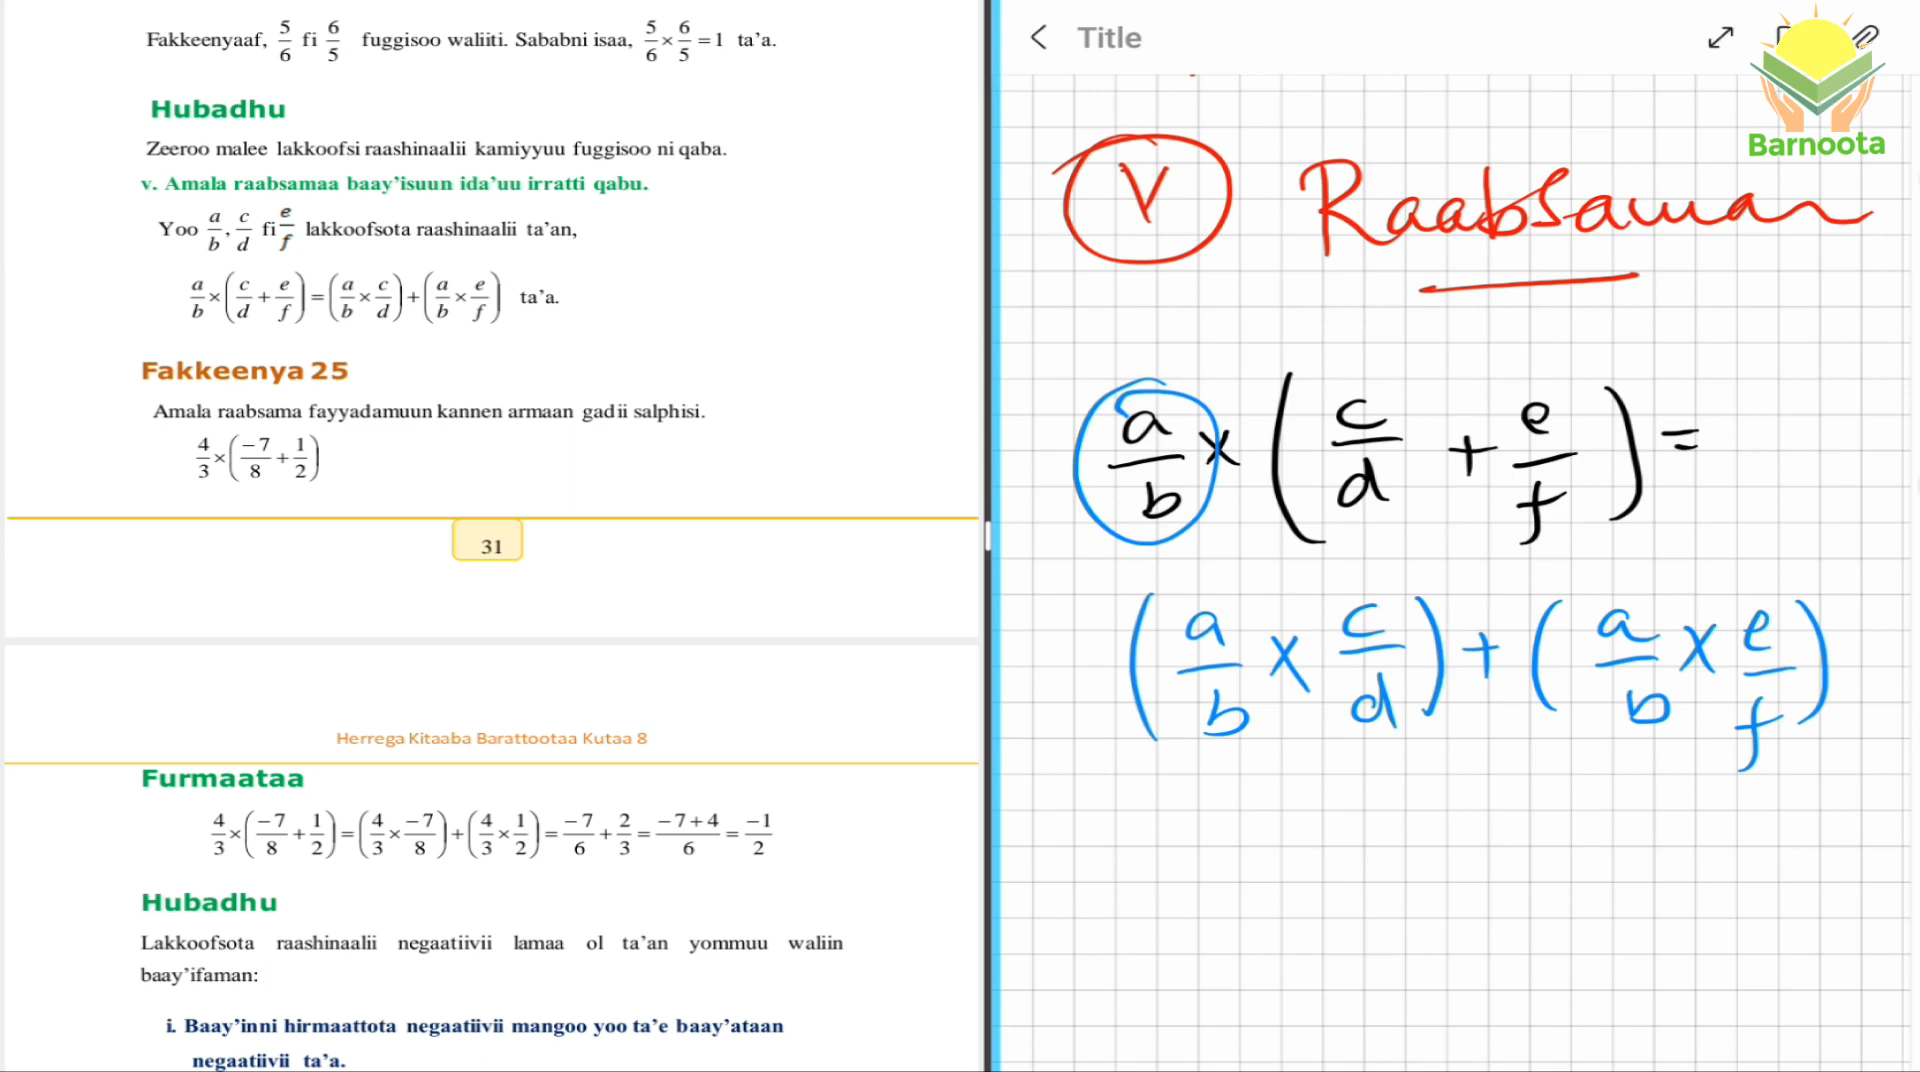 Fakkeenyaaf, 5/6 fi 6/5 fuggisoo waliiti. Sababni isaa, 5/6 × 6/5 = 1 ta’a.
Hubadhu
Zeeroo malee lakkoofsi raashinaalii kamiyyuu fuggisoo ni qaba.
v. Amala raabsamaa baay’isuun ida’uu irratti qabu.
Yoo a/b, c/d fi e/f lakkoofsota raashinaalii ta’an,
a/b × (c/d + e/f) = (a/b × c/d) + (a/b × e/f) ta’a.
Fakkeenya 25
Amala raabsama fayyadamuun kannen armaan gadii salphisi.
4/3 × (−7/8 + 1/2)
31
Herrega Kitaaba Barattootaa Kutaa 8
Furmaataa
4/3 × (−7/8 + 1/2) = (4/3 × −7/8) + (4/3 × 1/2) = −7/6 + 2/3 = −7+4/6 = −1/2
Hubadhu
Lakkoofsota raashinaalii negaatiivii lamaa ol ta’an yommuu waliin
baay’ifaman:
i. Baay’inni hirmaattota negaatiivii mangoo yoo ta’e baay’ataan
negaatiivii ta’a.
Title
Barnoota
V Raabsamaa
a/b × (c/d + e/f) =
(a/b × c/d) + (a/b × e/f)